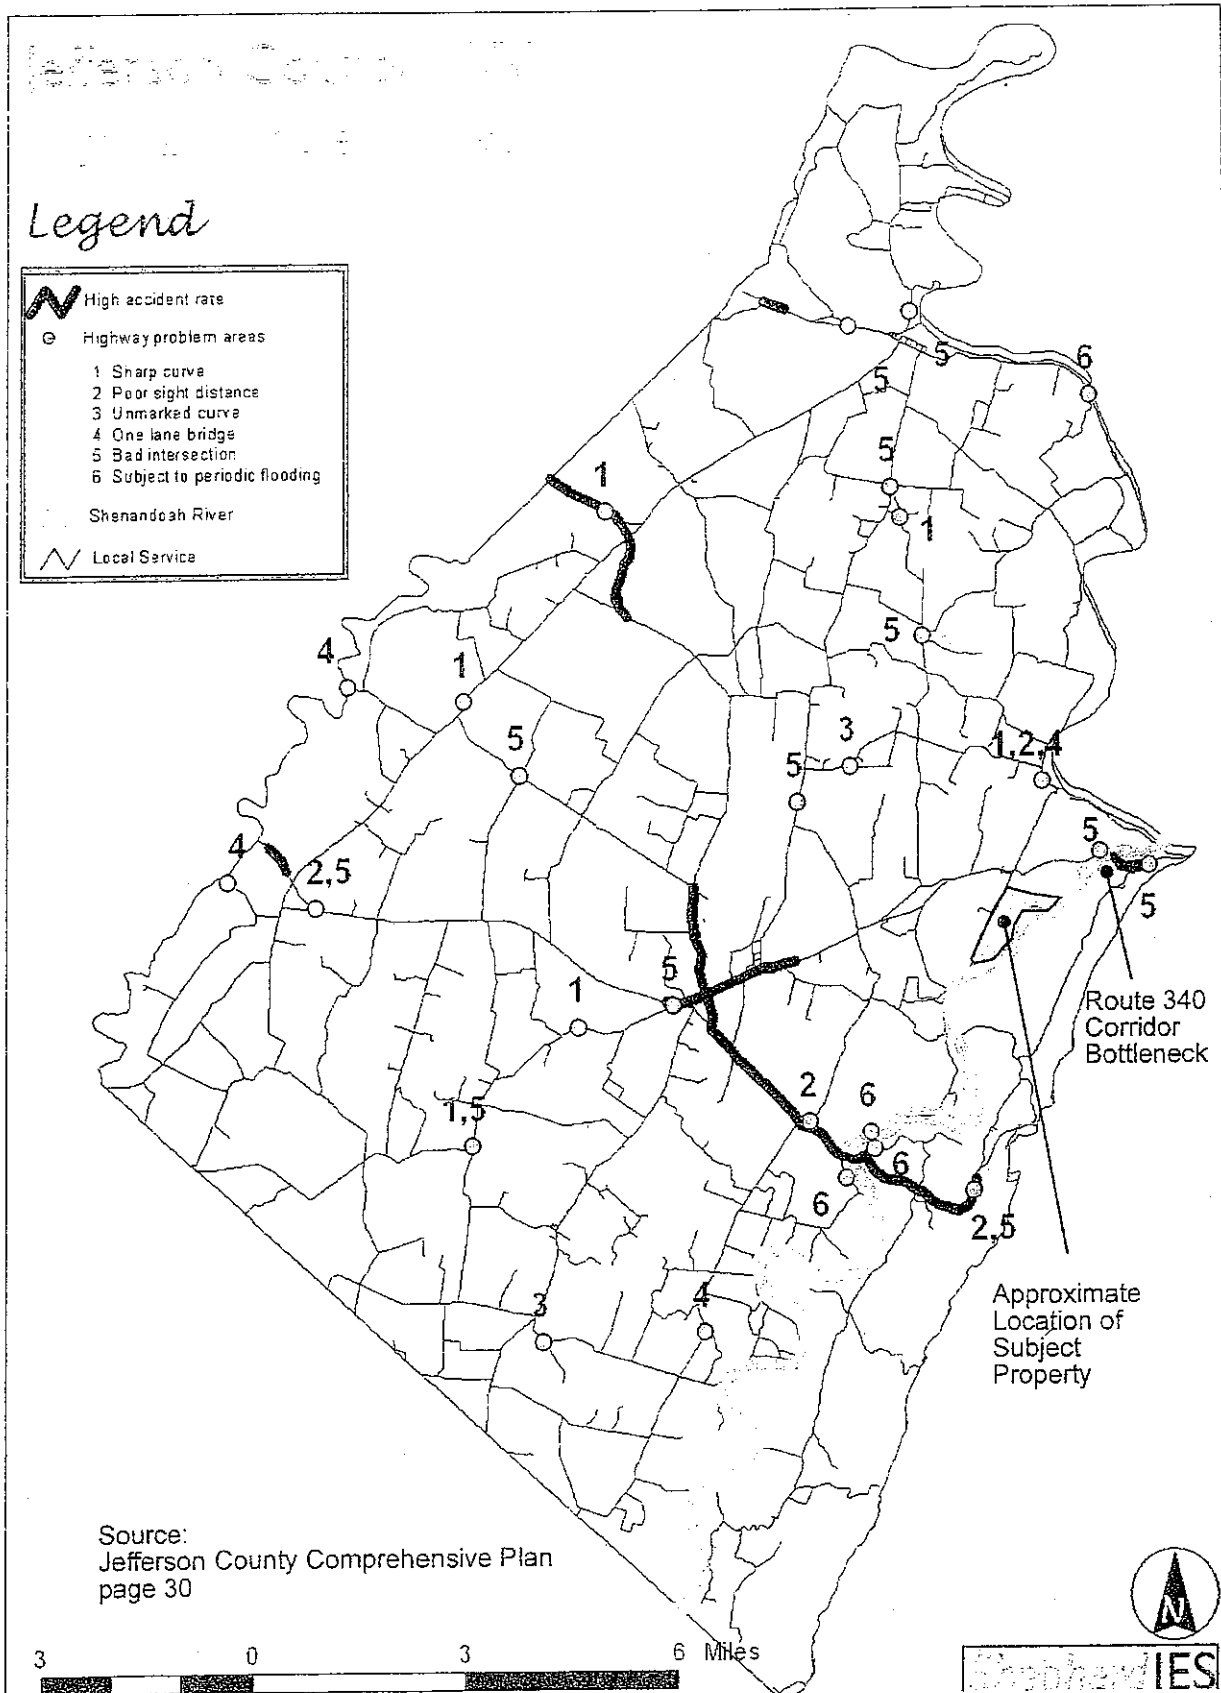 Jefferson County
Legend
High accident rate
Highway problem areas
1 Sharp curve
2 Poor sight distance
3 Unmarked curve
4 One lane bridge
5 Bad intersection
6 Subject to periodic flooding
Shenandoah River
Local Service
5
6
5
5
1
1
5
4
1
3
5
1,2,4
5
5
4
2,5
5
5
1
Route 340
Corridor
Bottleneck
2
6
1,5
6
6
2,5
Approximate
Location of
Subject
Property
3
4
Source:
Jefferson County Comprehensive Plan
page 30
N
3 0 3 6 Miles
Shepherd IES